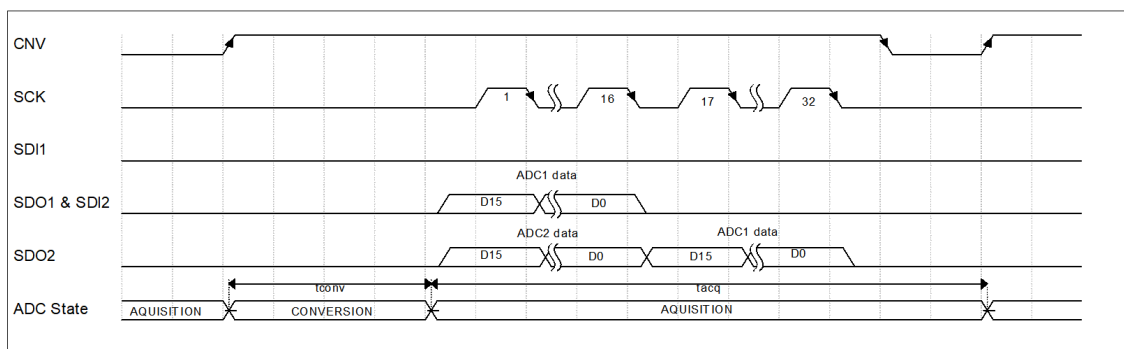 CNV
SCK
1 16 17 32
SDI1
ADC1 data
SDO1 & SDI2
D15 D0
ADC2 data ADC1 data
SDO2
D15 D0 D15 D0
tconv tacq
ADC State
AQUISITION CONVERSION AQUISITION